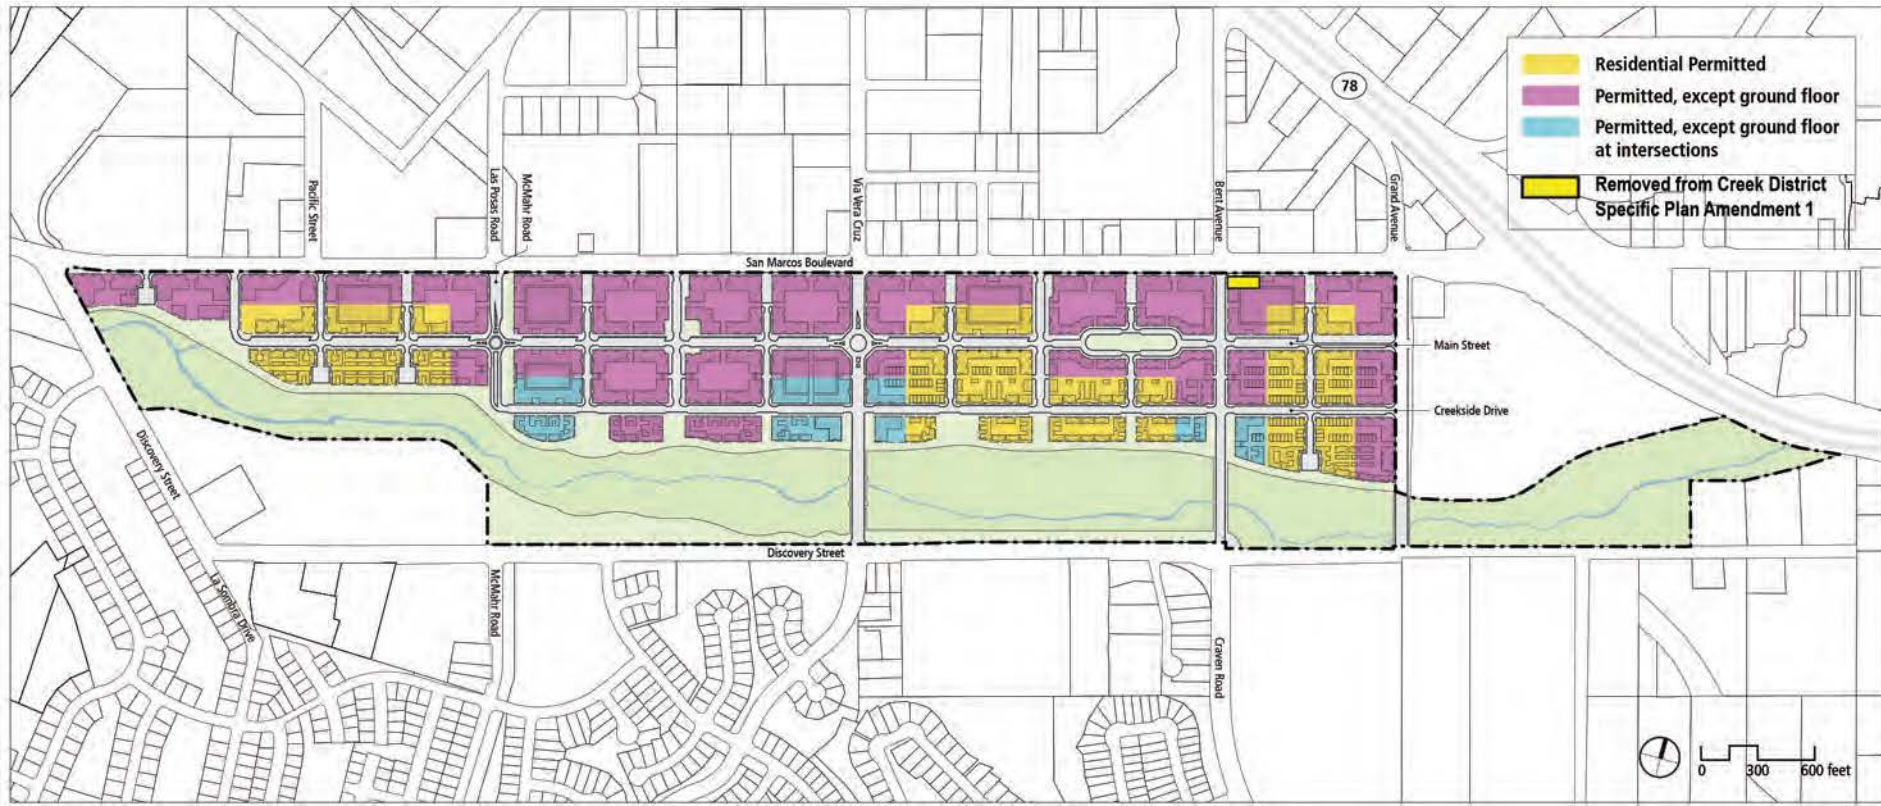 Residential Permitted
Permitted, except ground floor
Permitted, except ground floor
at intersections
Removed from Creek District
Specific Plan Amendment 1
78
Pacific Street
Las Posas Road
McMahr Road
Via Vera Cruz
Bent Avenue
Grand Avenue
San Marcos Boulevard
Main Street
Creekside Drive
Discovery Street
Discovery Street
La Sombra Drive
McMahr Road
Craven Road
0 300 600 feet